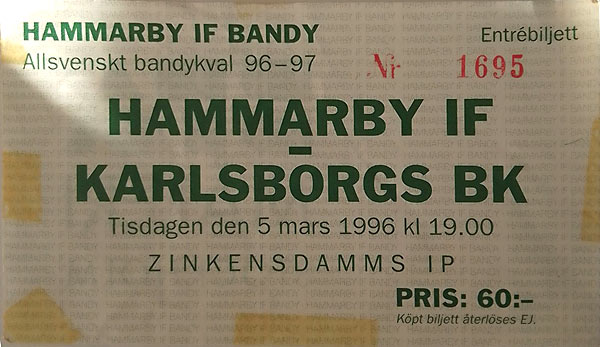 HAMMARBY IF BANDY
Entrébiljett
Allsvenskt bandykval 96–97
Nr 1695
HAMMARBY IF
–
KARLSBORGS BK
Tisdagen den 5 mars 1996 kl 19.00
ZINKENSDAMMS IP
PRIS: 60:–
Köpt biljett återlöses EJ.